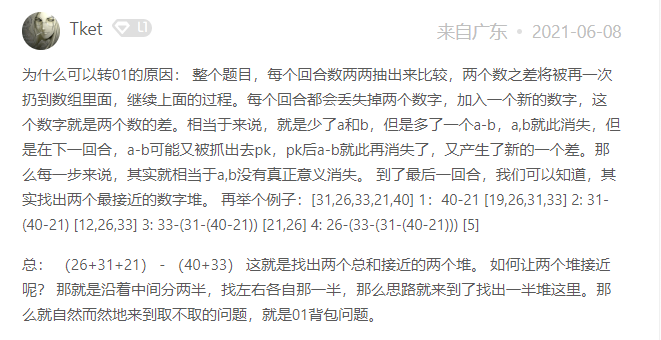 Tket L1
来自广东 • 2021-06-08
为什么可以转01的原因： 整个题目，每个回合数两两抽出来比较，两个数之差将被再一次
扔到数组里面，继续上面的过程。每个回合都会丢失掉两个数字，加入一个新的数字，这
个数字就是两个数的差。相当于来说，就是少了a和b，但是多了一个a-b，a,b就此消失，但
是在下一回合，a-b可能又被抓出去pk，pk后a-b就此再消失了，又产生了新的一个差。那
么每一步来说，其实就相当于a,b没有真正意义消失。 到了最后一回合，我们可以知道，其
实找出两个最接近的数字堆。 再举个例子：[31,26,33,21,40] 1：40-21 [19,26,31,33] 2: 31-
(40-21) [12,26,33] 3: 33-(31-(40-21)) [21,26] 4: 26-(33-(31-(40-21))) [5]
总： （26+31+21） - （40+33） 这就是找出两个总和接近的两个堆。 如何让两个堆接近
呢？ 那就是沿着中间分两半，找左右各自那一半，那么思路就来到了找出一半堆这里。那
么就自然而然地来到取不取的问题，就是01背包问题。